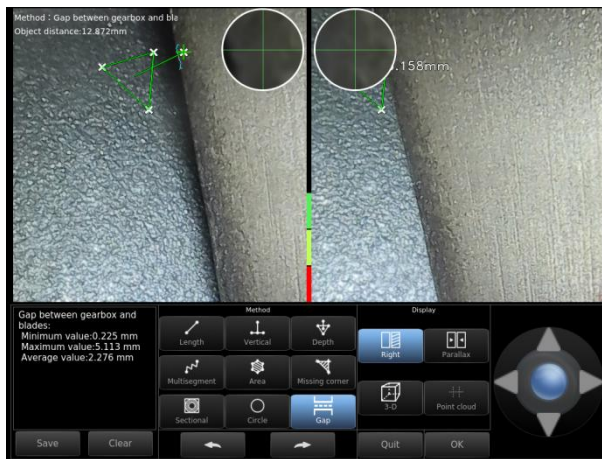 Method：Gap between gearbox and bla
Object distance:12.872mm
.158mm
Gap between gearbox and
blades:
Minimum value:0.225 mm
Maximum value:5.113 mm
Average value:2.276 mm
Save
Clear
Method
Length
Vertical
Depth
Multisegment
Area
Missing corner
Sectional
Circle
Gap
Display
Right
Parallax
3-D
Point cloud
Quit
OK